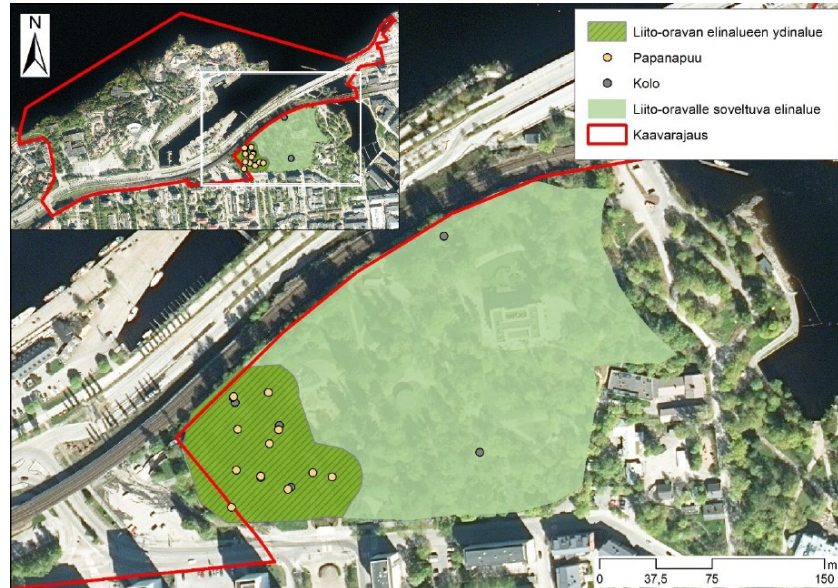 N
Liito-oravan elinalueen ydinalue
Papanapuu
Kolo
Liito-oravalle soveltuva elinalue
Kaavarajaus
0 37,5 75 150